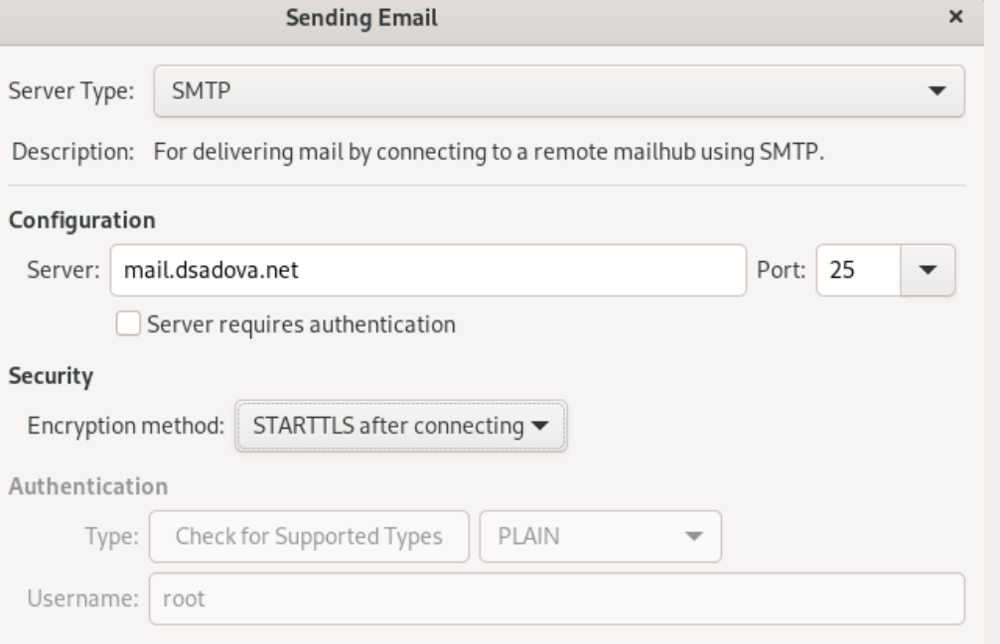 Sending Email ×
Server Type: SMTP
Description: For delivering mail by connecting to a remote mailhub using SMTP.
Configuration
Server: mail.dsadova.net Port: 25
Server requires authentication
Security
Encryption method: STARTTLS after connecting
Authentication
Type: Check for Supported Types PLAIN
Username: root